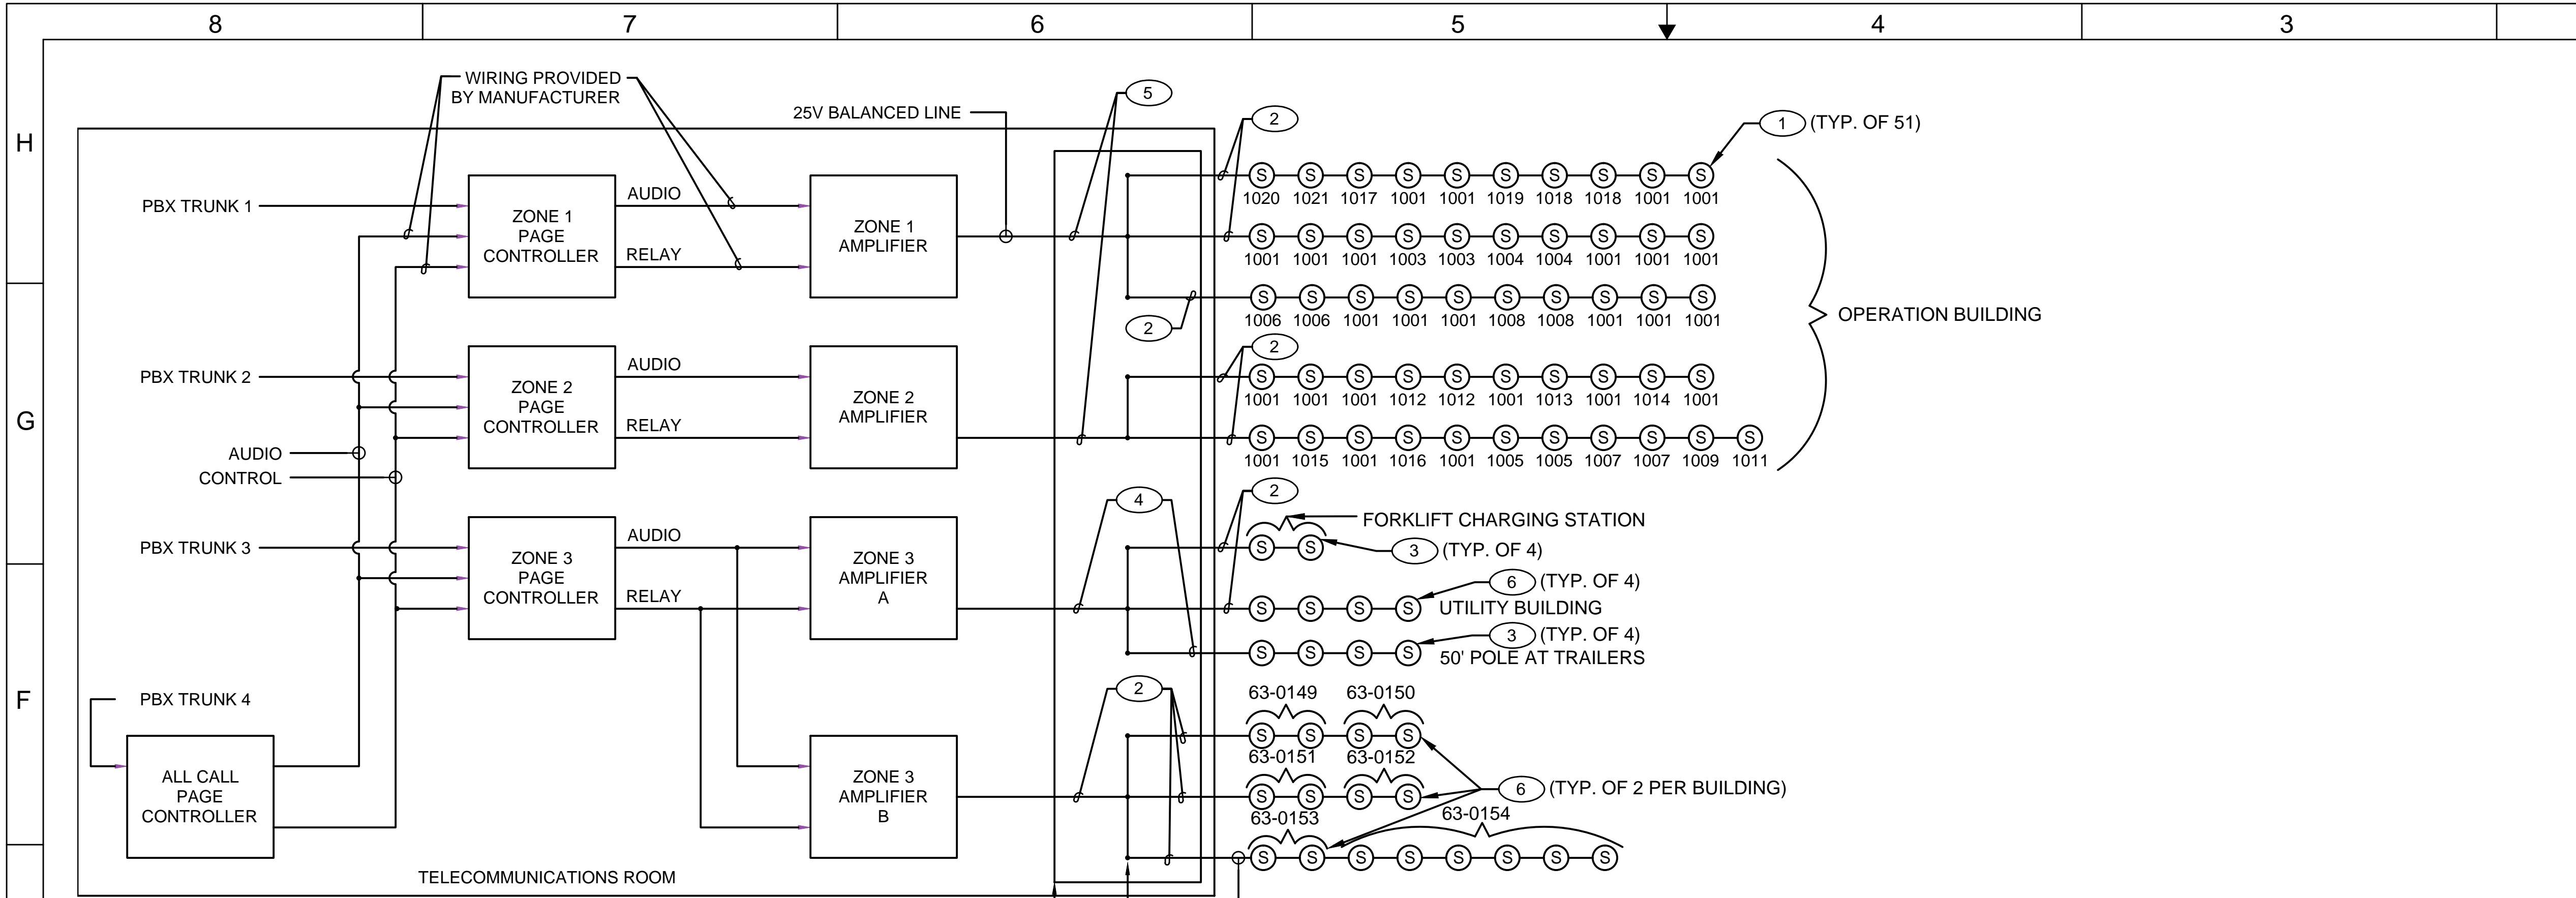 8 7 6 5 4 3
H
G
F
WIRING PROVIDED
BY MANUFACTURER
25V BALANCED LINE
5
2
1 (TYP. OF 51)
PBX TRUNK 1
ZONE 1
PAGE
CONTROLLER
AUDIO
RELAY
ZONE 1
AMPLIFIER
S S S S S S S S S S
1020 1021 1017 1001 1001 1019 1018 1018 1001 1001
S S S S S S S S S S
1001 1001 1001 1003 1003 1004 1004 1001 1001 1001
S S S S S S S S S S
1006 1006 1001 1001 1001 1008 1008 1001 1001 1001
2
OPERATION BUILDING
2
PBX TRUNK 2
ZONE 2
PAGE
CONTROLLER
AUDIO
RELAY
ZONE 2
AMPLIFIER
S S S S S S S S S S
1001 1001 1001 1012 1012 1001 1013 1001 1014 1001
S S S S S S S S S S S
1001 1015 1001 1016 1001 1005 1005 1007 1007 1009 1011
AUDIO
CONTROL
4
2
PBX TRUNK 3
ZONE 3
PAGE
CONTROLLER
AUDIO
RELAY
ZONE 3
AMPLIFIER
A
FORKLIFT CHARGING STATION
S S
3 (TYP. OF 4)
6 (TYP. OF 4)
S S S S
UTILITY BUILDING
3 (TYP. OF 4)
S S S S
50' POLE AT TRAILERS
2
PBX TRUNK 4
ALL CALL
PAGE
CONTROLLER
ZONE 3
AMPLIFIER
B
63-0149 63-0150
S S S S
63-0151 63-0152
S S S S
6 (TYP. OF 2 PER BUILDING)
63-0153 63-0154
S S S S S S S S
TELECOMMUNICATIONS ROOM